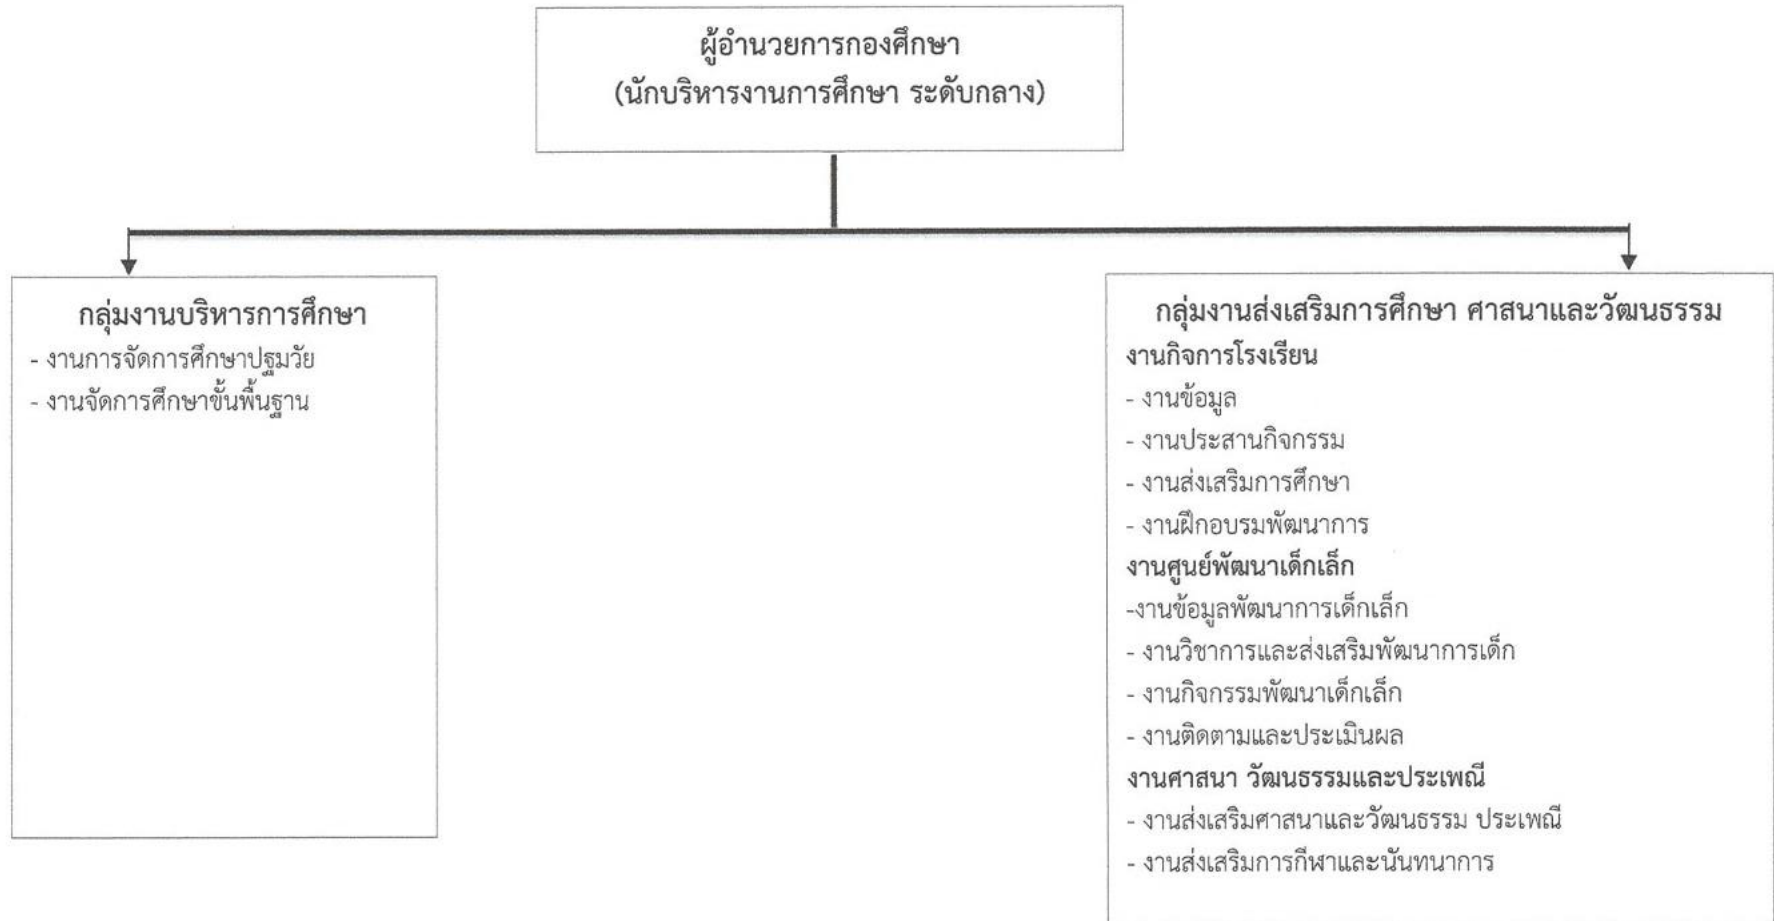 ผู้อำนวยการกองศึกษา
(นักบริหารงานการศึกษา ระดับกลาง)
กลุ่มงานบริหารการศึกษา
- งานการจัดการศึกษาปฐมวัย
- งานจัดการศึกษาขั้นพื้นฐาน
กลุ่มงานส่งเสริมการศึกษา ศาสนาและวัฒนธรรม
งานกิจการโรงเรียน
- งานข้อมูล
- งานประสานกิจกรรม
- งานส่งเสริมการศึกษา
- งานฝึกอบรมพัฒนาการ
งานศูนย์พัฒนาเด็กเล็ก
-งานข้อมูลพัฒนาการเด็กเล็ก
- งานวิชาการและส่งเสริมพัฒนาการเด็ก
- งานกิจกรรมพัฒนาเด็กเล็ก
- งานติดตามและประเมินผล
งานศาสนา วัฒนธรรมและประเพณี
- งานส่งเสริมศาสนาและวัฒนธรรม ประเพณี
- งานส่งเสริมการกีฬาและนันทนาการ